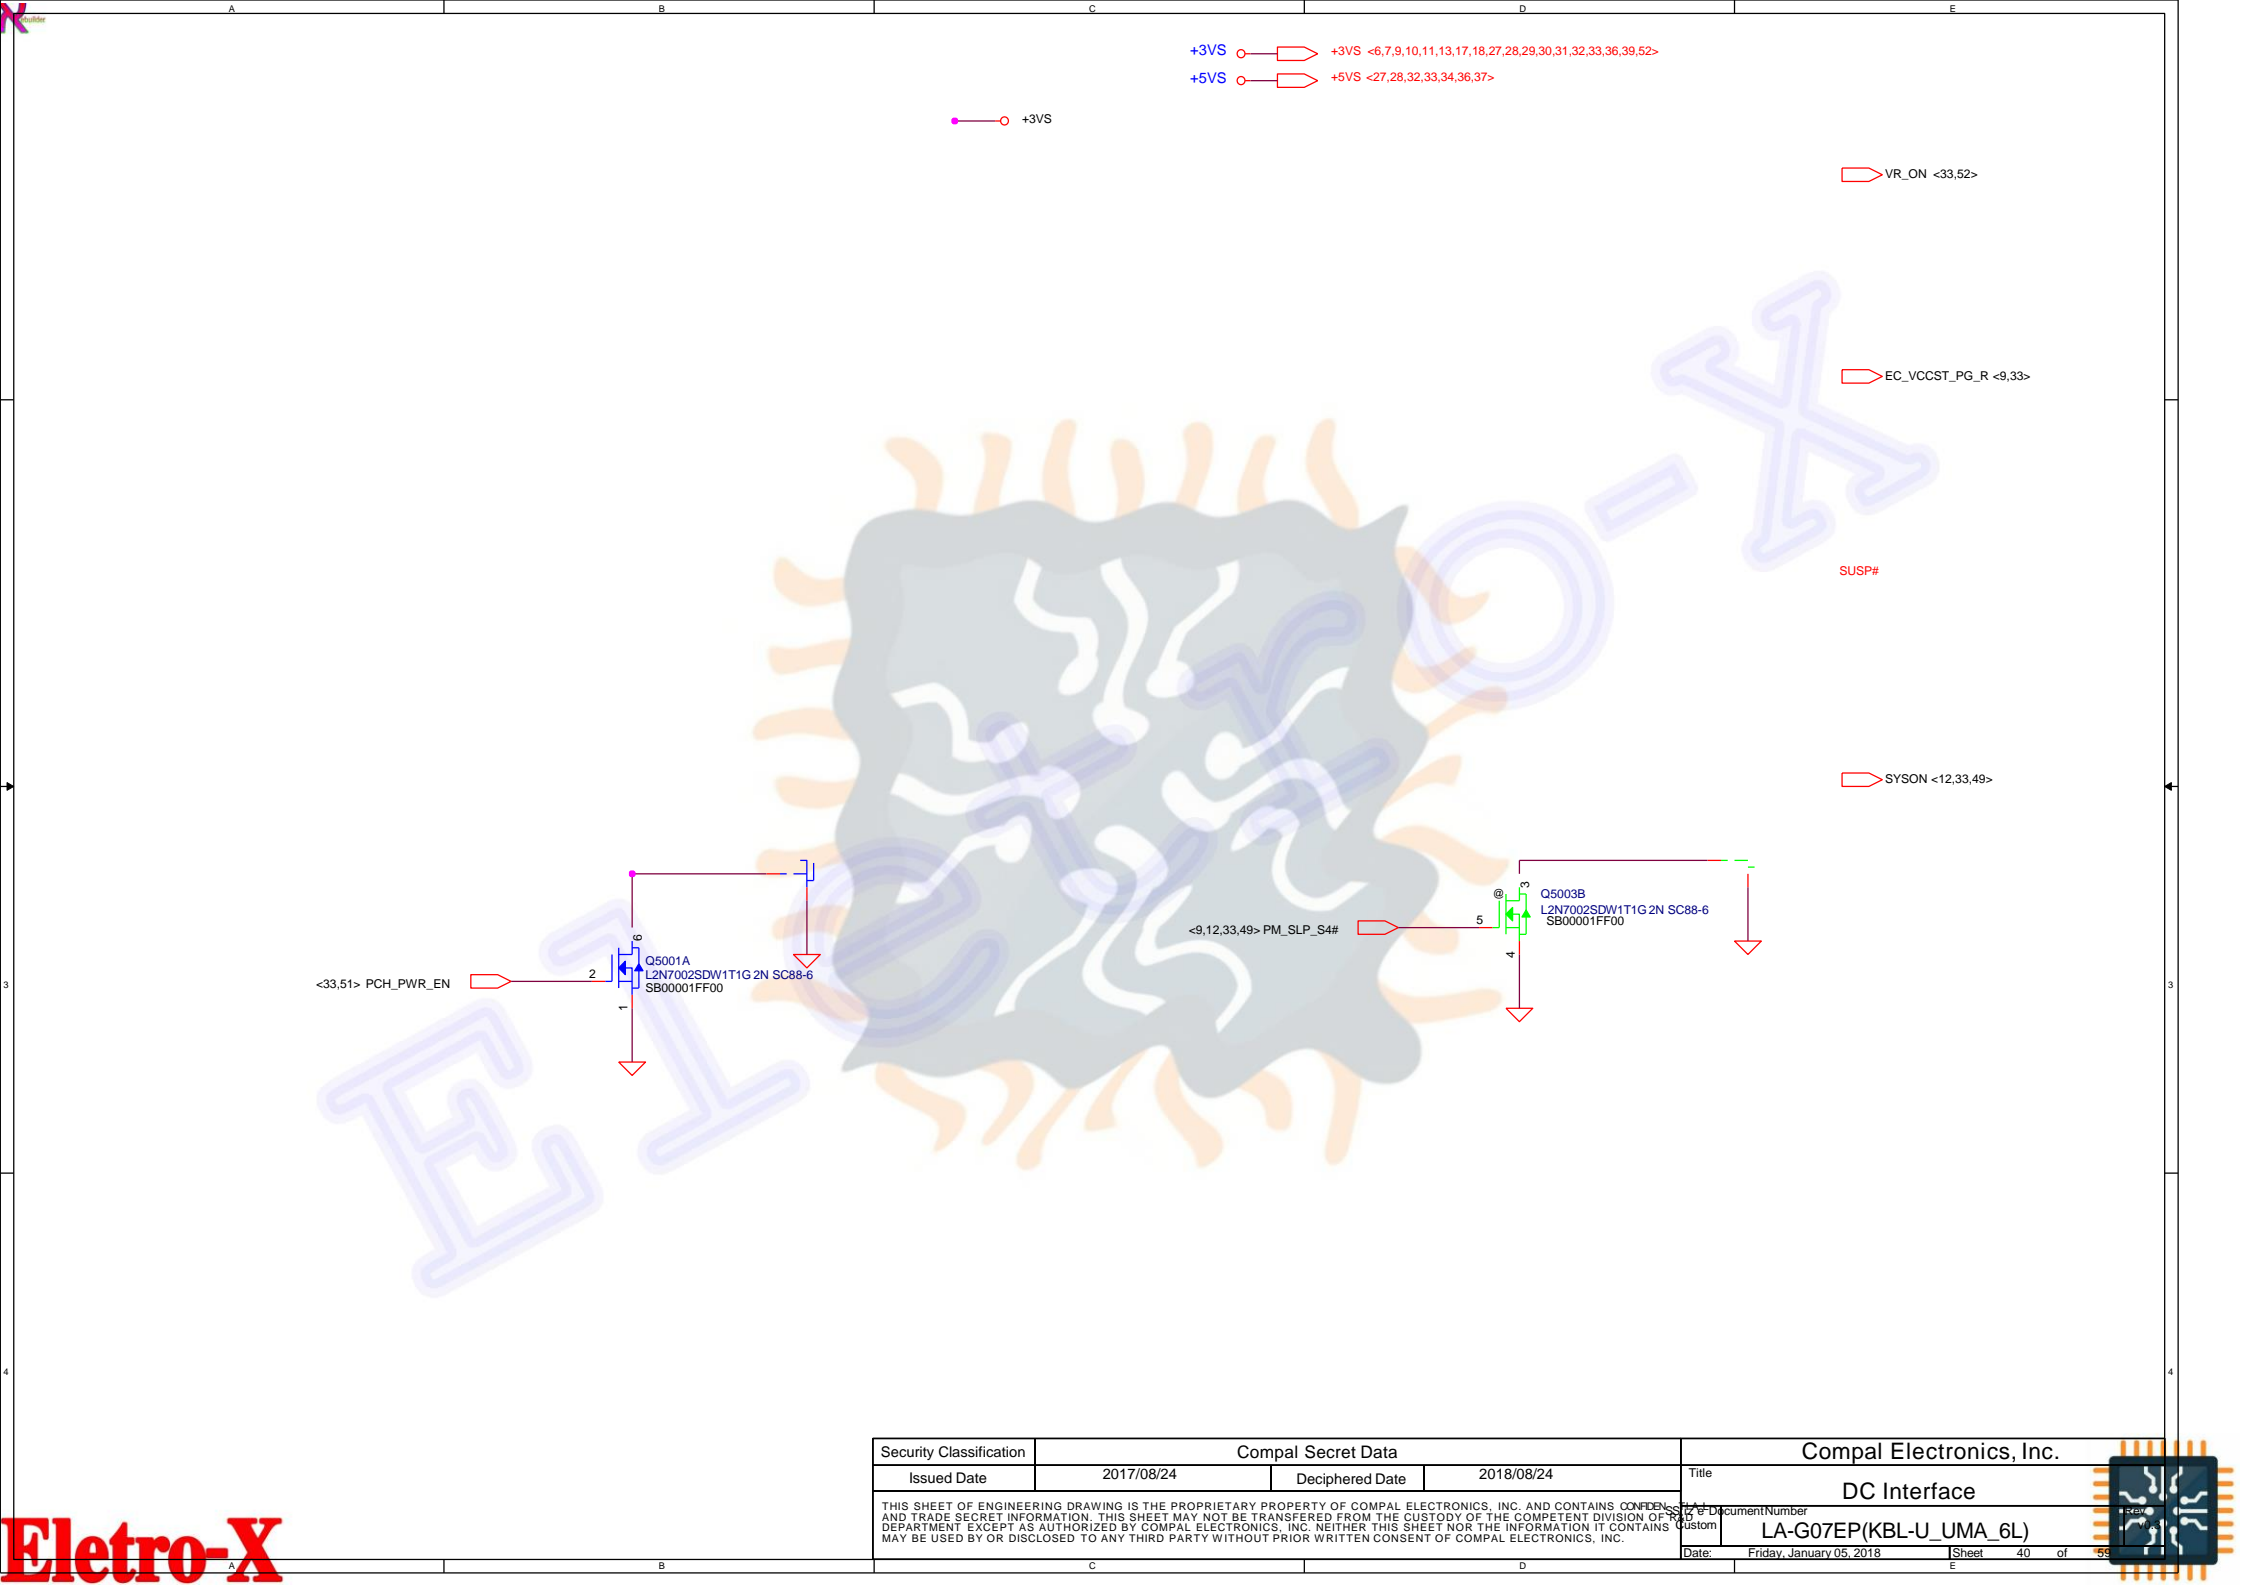 A B C D E
ebuilder
+3VS +3VS <6,7,9,10,11,13,17,18,27,28,29,30,31,32,33,36,39,52>
+5VS +5VS <27,28,32,33,34,36,37>
+3VS
VR_ON <33,52>
EC_VCCST_PG_R <9,33>
SUSP#
SYSON <12,33,49>
@ 3 Q5003B
L2N7002SDW1T1G 2N SC88-6
SB00001FF00
5
<9,12,33,49> PM_SLP_S4#
4
6
Q5001A
L2N7002SDW1T1G 2N SC88-6
SB00001FF00
2
<33,51> PCH_PWR_EN
1
3 3
4 4
Eletro-X
Security Classification Compal Secret Data
Issued Date 2017/08/24 Deciphered Date 2018/08/24
THIS SHEET OF ENGINEERING DRAWING IS THE PROPRIETARY PROPERTY OF COMPAL ELECTRONICS, INC. AND CONTAINS CONFIDENTIAL
AND TRADE SECRET INFORMATION. THIS SHEET MAY NOT BE TRANSFERED FROM THE CUSTODY OF THE COMPETENT DIVISION OF R&D
DEPARTMENT EXCEPT AS AUTHORIZED BY COMPAL ELECTRONICS, INC. NEITHER THIS SHEET NOR THE INFORMATION IT CONTAINS
MAY BE USED BY OR DISCLOSED TO ANY THIRD PARTY WITHOUT PRIOR WRITTEN CONSENT OF COMPAL ELECTRONICS, INC.
Compal Electronics, Inc.
Title
DC Interface
Size Document Number Rev
Custom LA-G07EP(KBL-U_UMA_6L)
Date: Friday, January 05, 2018 Sheet 40 of 59
Eletro-X
A B C D E